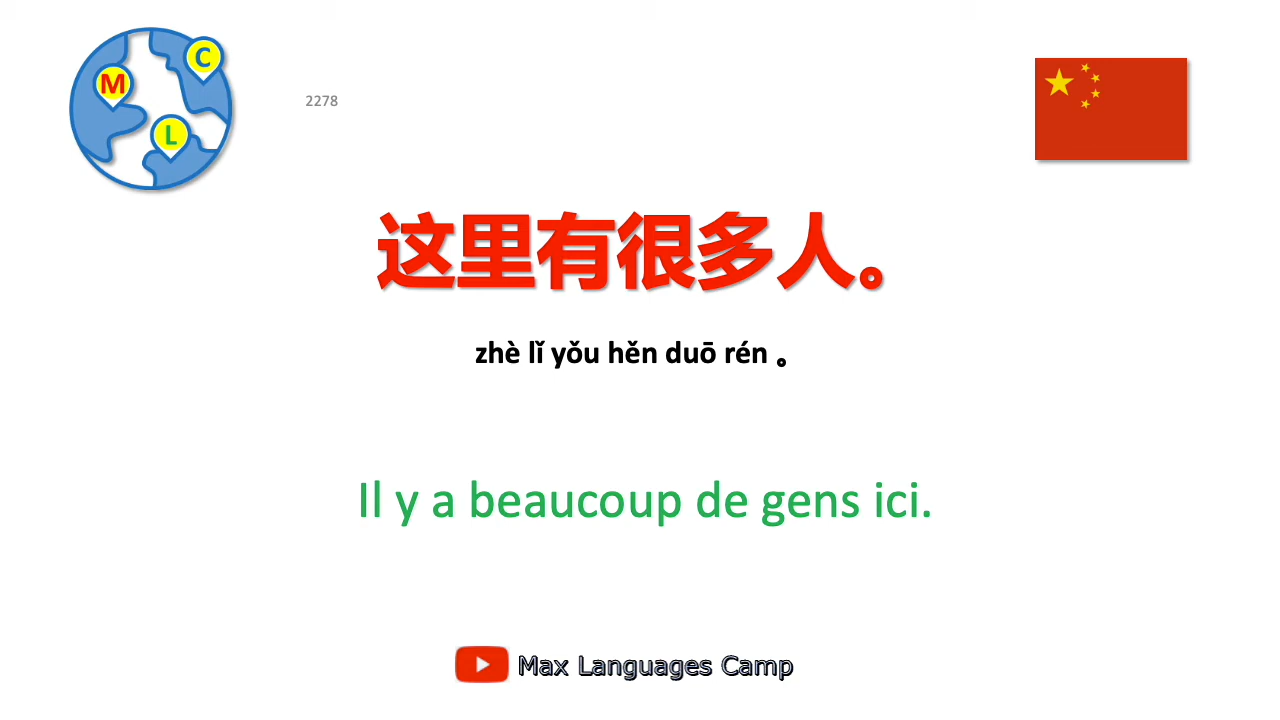 C
M
L
2278
这里有很多人。
zhè lǐ yǒu hěn duō rén 。
Il y a beaucoup de gens ici.
Max Languages Camp